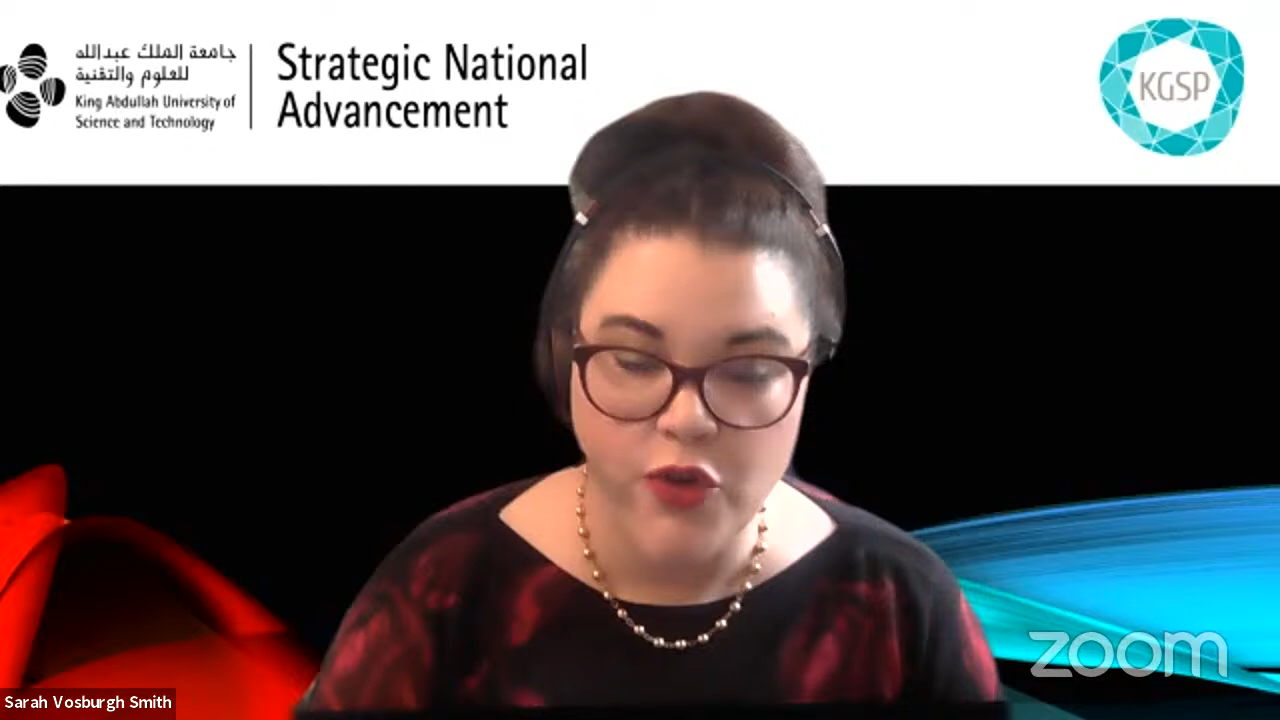 جامعة الملك عبدالله
للعلوم والتقنية
King Abdullah University of
Science and Technology
Strategic National
Advancement
KGSP
zoom
Sarah Vosburgh Smith